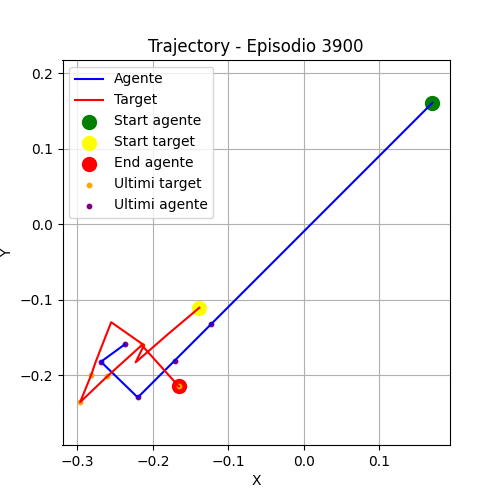 Trajectory - Episodio 3900
Agente
Target
Start agente
Start target
End agente
Ultimi target
Ultimi agente
0.2
0.1
0.0
−0.1
−0.2
Y
−0.3
−0.2
−0.1
0.0
0.1
X